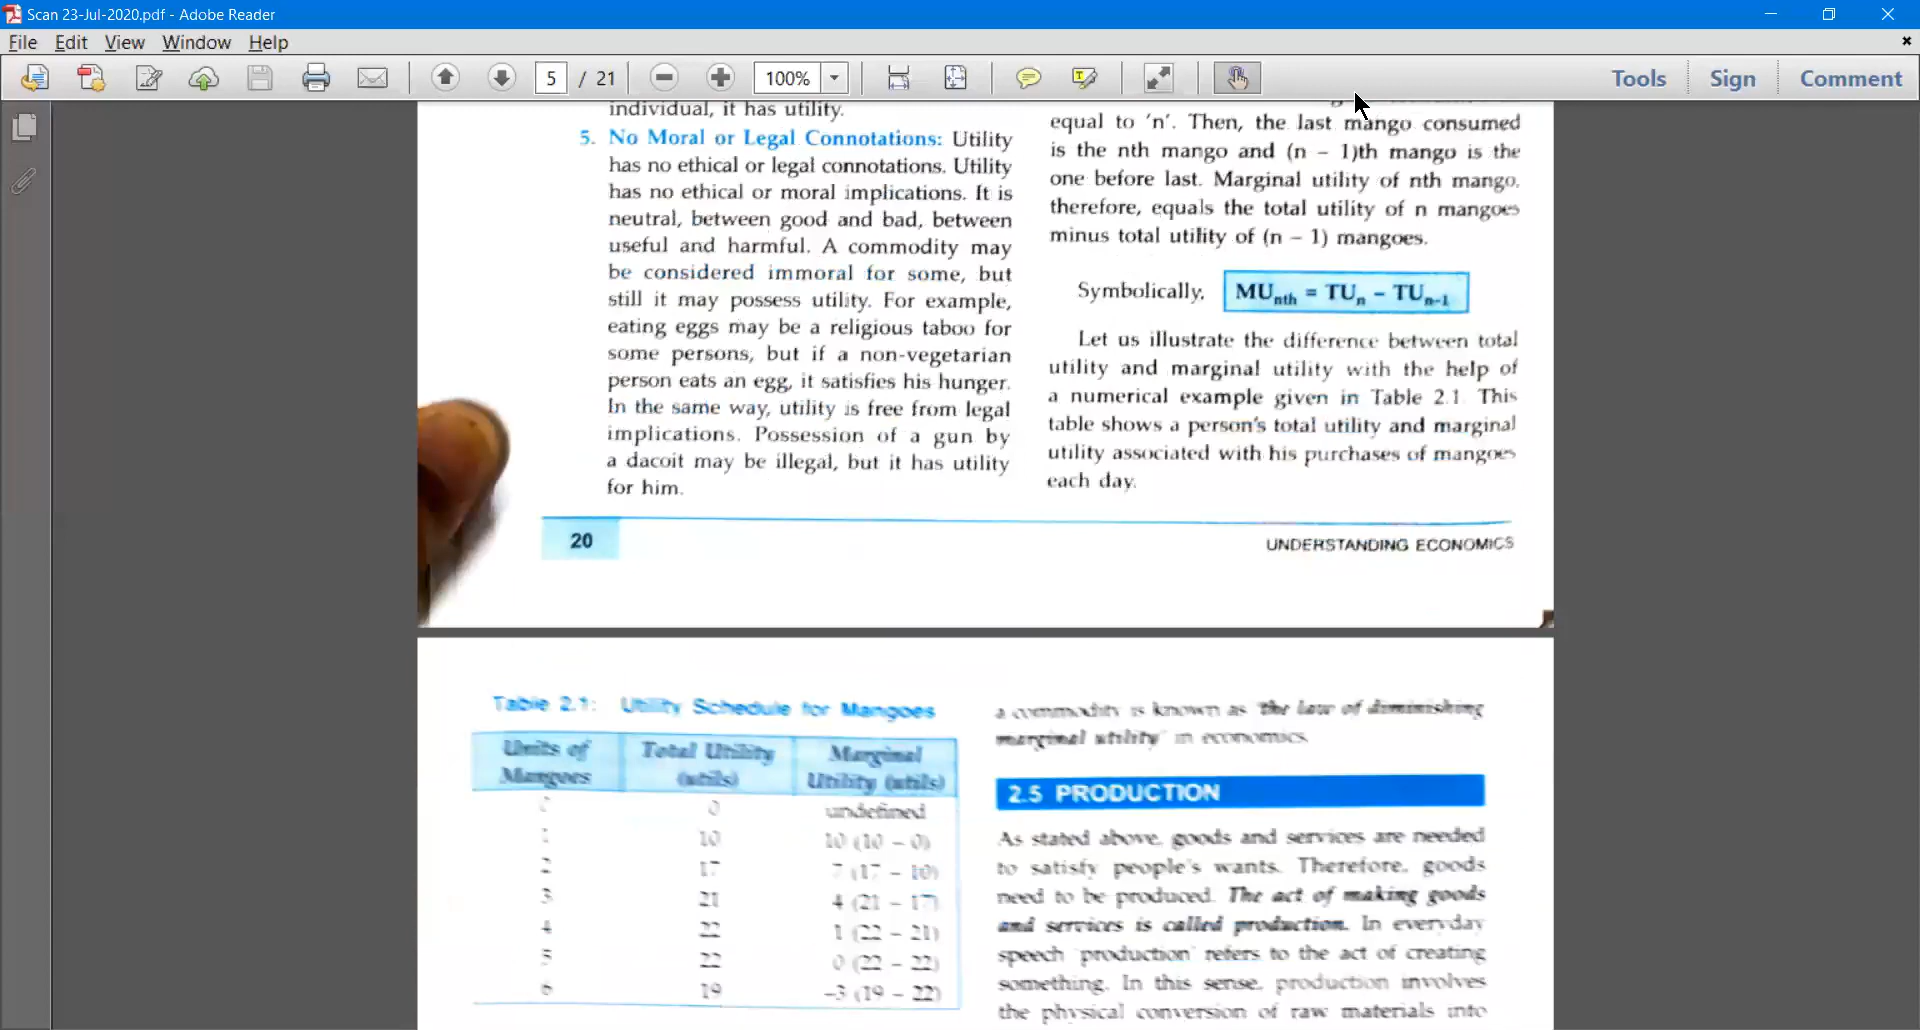 Scan 23-Jul-2020.pdf - Adobe Reader
File Edit View Window Help
5 / 21
100%
Tools
Sign
Comment
individual, it has utility.
5. No Moral or Legal Connotations: Utility
has no ethical or legal connotations. Utility
has no ethical or moral implications. It is
neutral, between good and bad, between
useful and harmful. A commodity may
be considered immoral for some, but
still it may possess utility. For example,
eating eggs may be a religious taboo for
some persons, but if a non-vegetarian
person eats an egg, it satisfies his hunger.
In the same way, utility is free from legal
implications. Possession of a gun by
a dacoit may be illegal, but it has utility
for him.
equal to 'n'. Then, the last mango consumed
is the nth mango and (n – 1)th mango is the
one before last. Marginal utility of nth mango,
therefore, equals the total utility of n mangoes
minus total utility of (n – 1) mangoes.
Symbolically, MUnth = TUn – TUn–1
Let us illustrate the difference between total
utility and marginal utility with the help of
a numerical example given in Table 2.1. This
table shows a person's total utility and marginal
utility associated with his purchases of mangoes
each day.
20
UNDERSTANDING ECONOMICS
Table 2.1: Utility Schedule for Mangoes
Units of Mangoes Total Utility (utils) Marginal Utility (utils)
0 0 undefined
1 10 10 (10 – 0)
2 17 7 (17 – 10)
3 21 4 (21 – 17)
4 22 1 (22 – 21)
5 22 0 (22 – 22)
6 19 –3 (19 – 22)
a commodity is known as 'the law of diminishing
marginal utility' in economics.
2.5 PRODUCTION
As stated above, goods and services are needed
to satisfy people's wants. Therefore, goods
need to be produced. The act of making goods
and services is called production. In everyday
speech 'production' refers to the act of creating
something. In this sense, production involves
the physical conversion of raw materials into